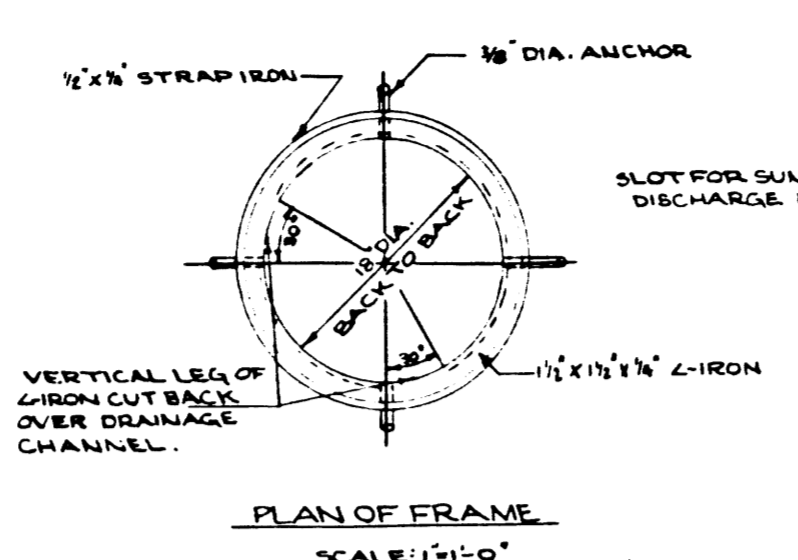 3/8" DIA. ANCHOR
1/2" x 1/4" STRAP IRON
SLOT FOR
DISCHARGE
30°
18" DIA.
BACK TO BACK
30°
1 1/2" x 1 1/2" x 1/4" L-IRON
VERTICAL LEG OF
L-IRON CUT BACK
OVER DRAINAGE
CHANNEL.
PLAN OF FRAME
SCALE: 1"=1'-0"